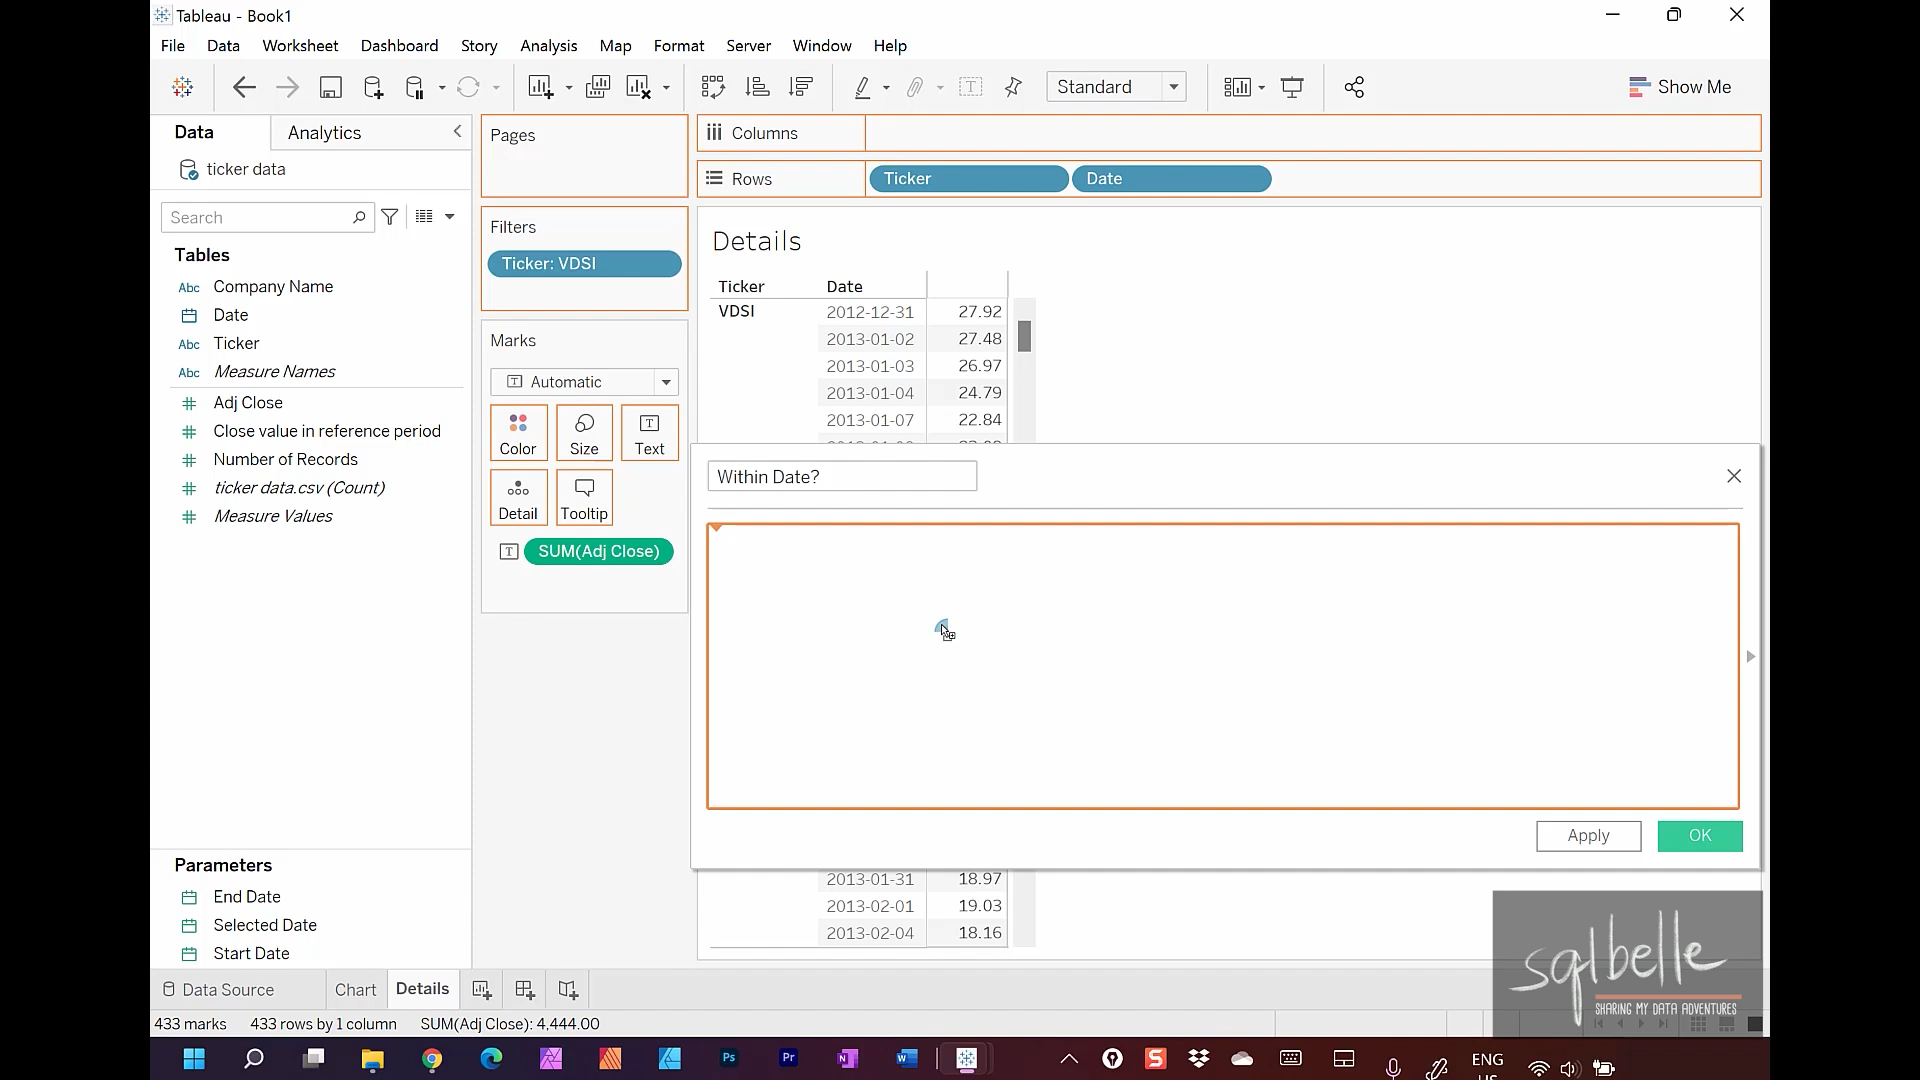 Tableau - Book1
File Data Worksheet Dashboard Story Analysis Map Format Server Window Help
Standard
Show Me
Data Analytics
ticker data
Search
Tables
Abc Company Name
Date
Abc Ticker
Abc Measure Names
Adj Close
Close value in reference period
Number of Records
ticker data.csv (Count)
Measure Values
Parameters
End Date
Selected Date
Start Date
Pages
Filters
Ticker: VDSI
Marks
Automatic
Color Size Text
Detail Tooltip
SUM(Adj Close)
Columns
Rows Ticker Date
Details
Ticker Date
VDSI 2012-12-31 27.92
2013-01-02 27.48
2013-01-03 26.97
2013-01-04 24.79
2013-01-07 22.84
Within Date?
Apply OK
2013-01-31 18.97
2013-02-01 19.03
2013-02-04 18.16
sqlbelle
SHARING MY DATA ADVENTURES
Data Source Chart Details
433 marks 433 rows by 1 column SUM(Adj Close): 4,444.00
Ps Pr N W S ENG